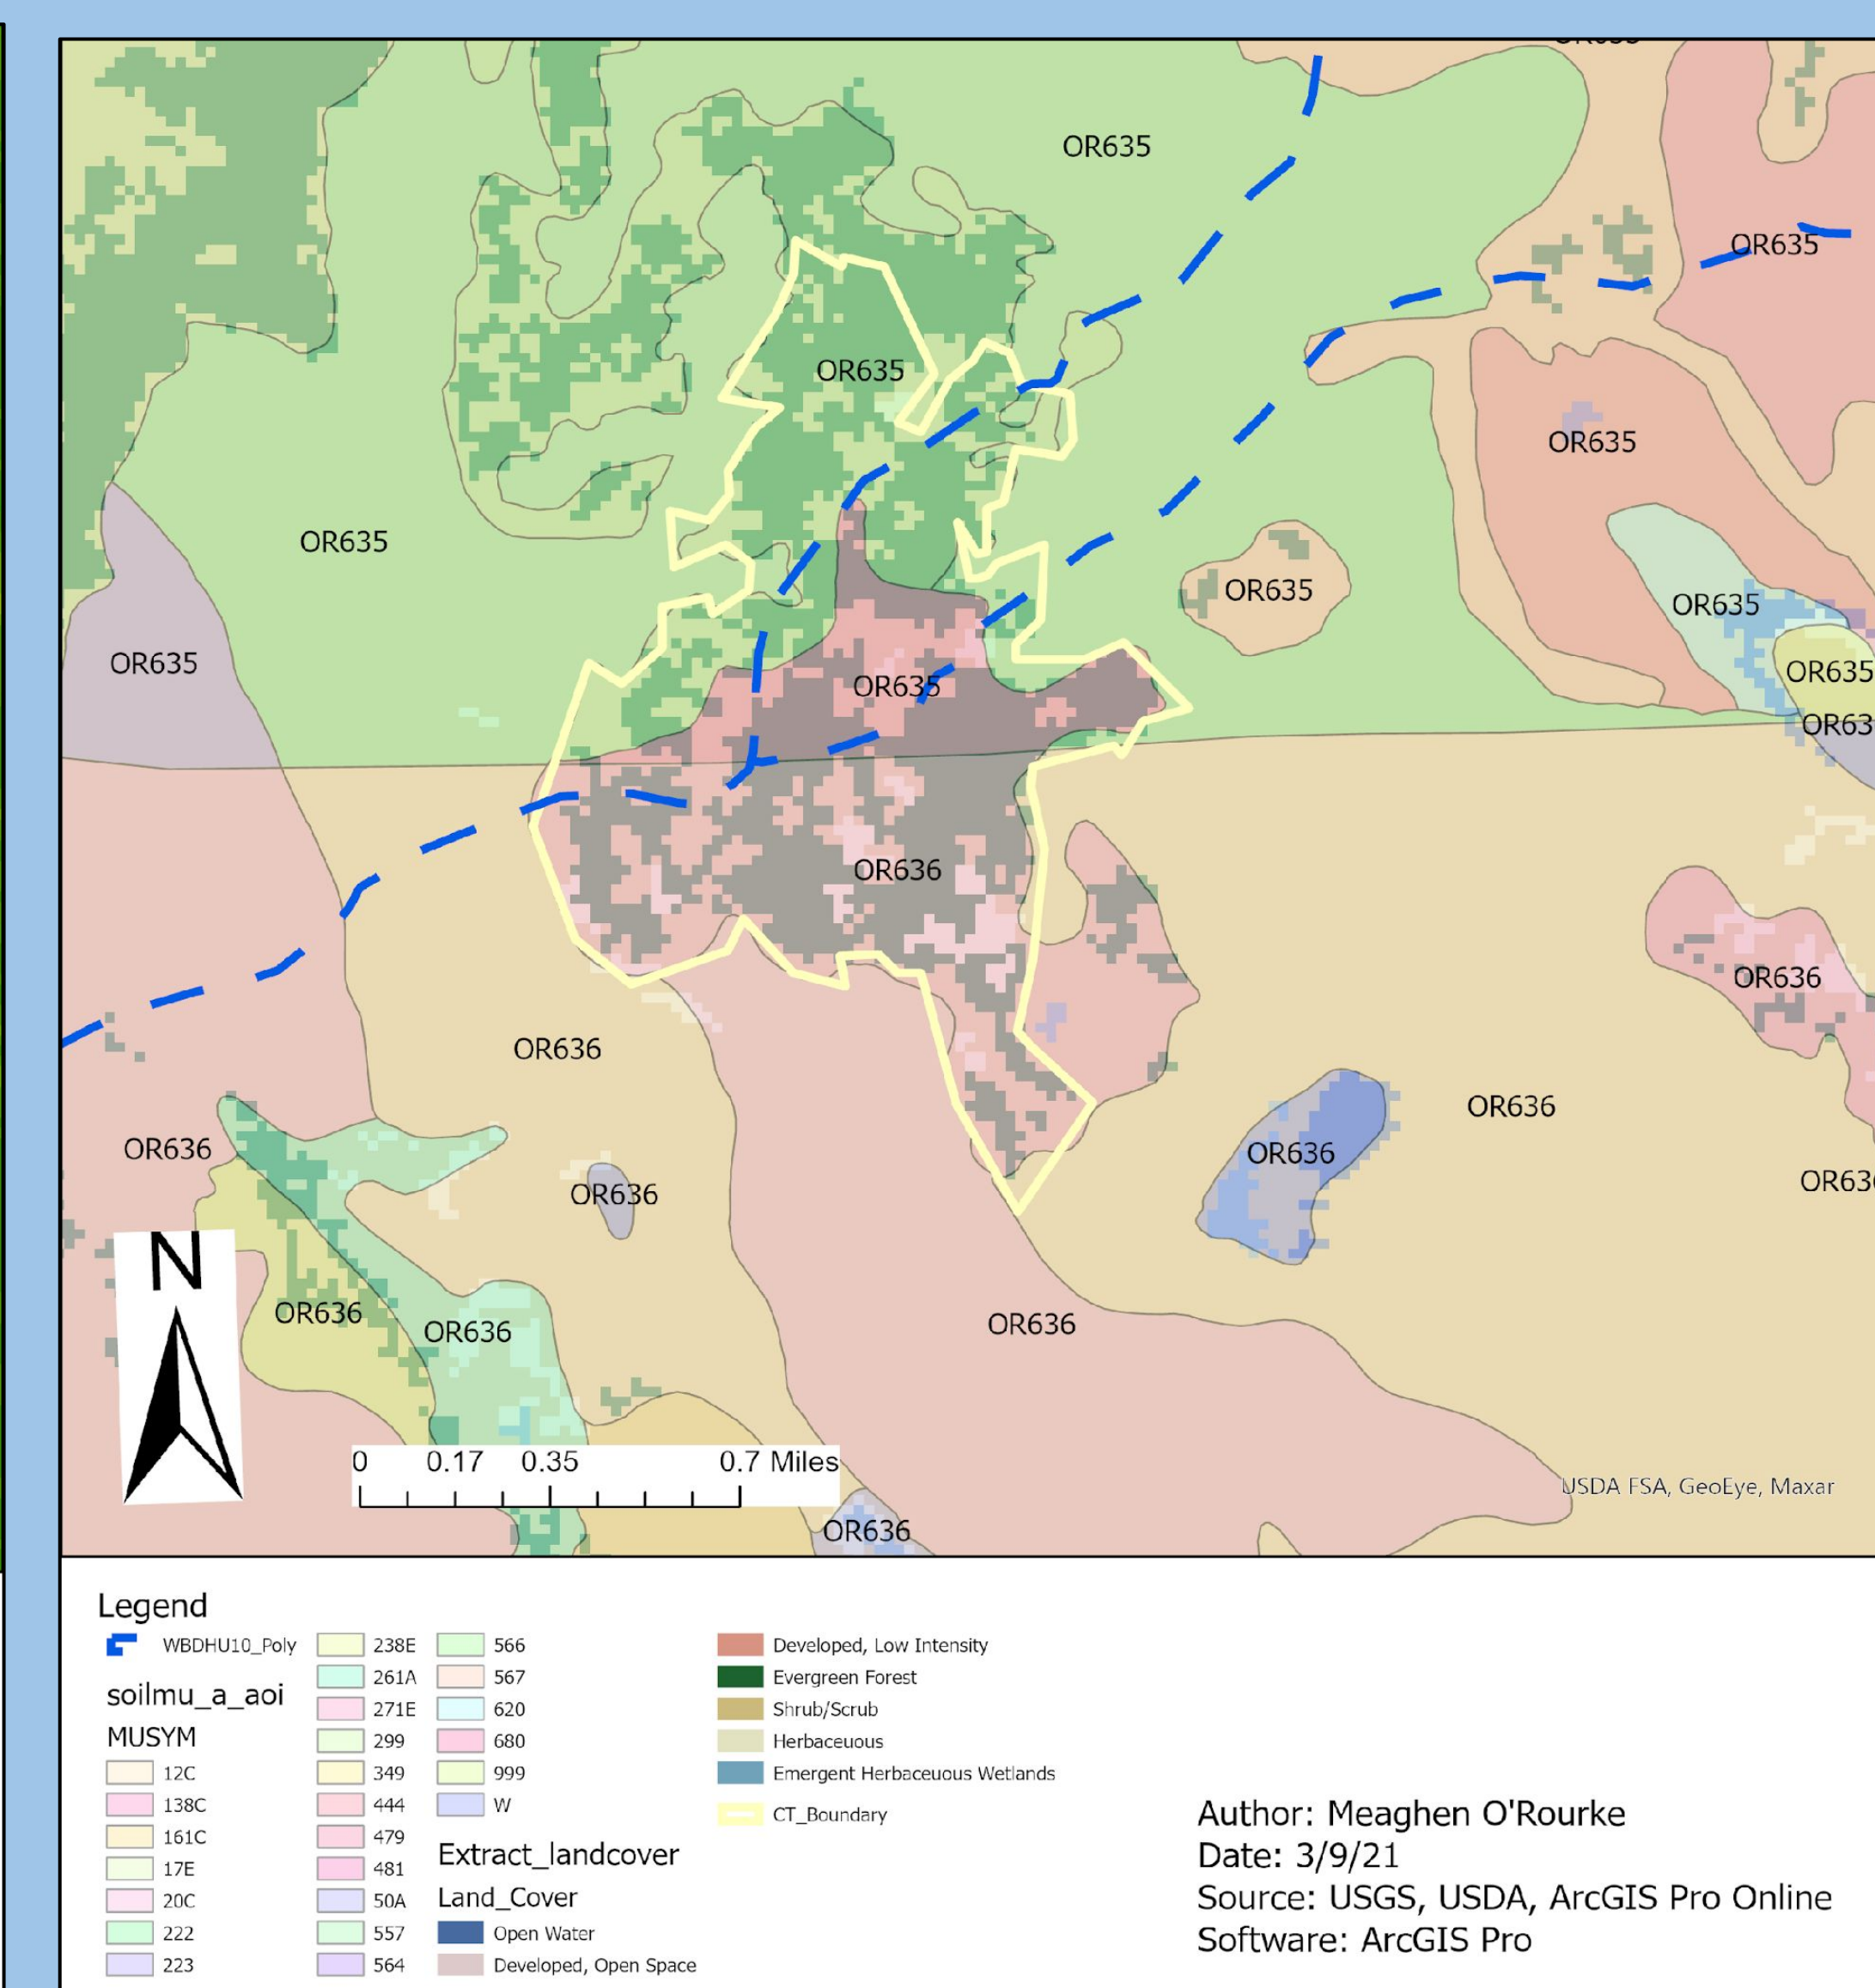 OR635
OR635
OR635
OR635
OR635
OR635
OR635
OR635
OR635
OR635
OR635
OR63
OR636
OR636
OR636
OR636
OR636
OR636
OR63
OR636
OR636
OR636
OR636
OR636
N
0 0.17 0.35 0.7 Miles
USDA FSA, GeoEye, Maxar
OR636
Legend
WBDHU10_Poly
soilmu_a_aoi
MUSYM
12C
138C
161C
17E
20C
222
223
238E
261A
271E
299
349
444
479
481
50A
557
564
566
567
620
680
999
W
Extract_landcover
Land_Cover
Open Water
Developed, Open Space
Developed, Low Intensity
Evergreen Forest
Shrub/Scrub
Herbaceuous
Emergent Herbaceuous Wetlands
CT_Boundary
Author: Meaghen O'Rourke
Date: 3/9/21
Source: USGS, USDA, ArcGIS Pro Online
Software: ArcGIS Pro